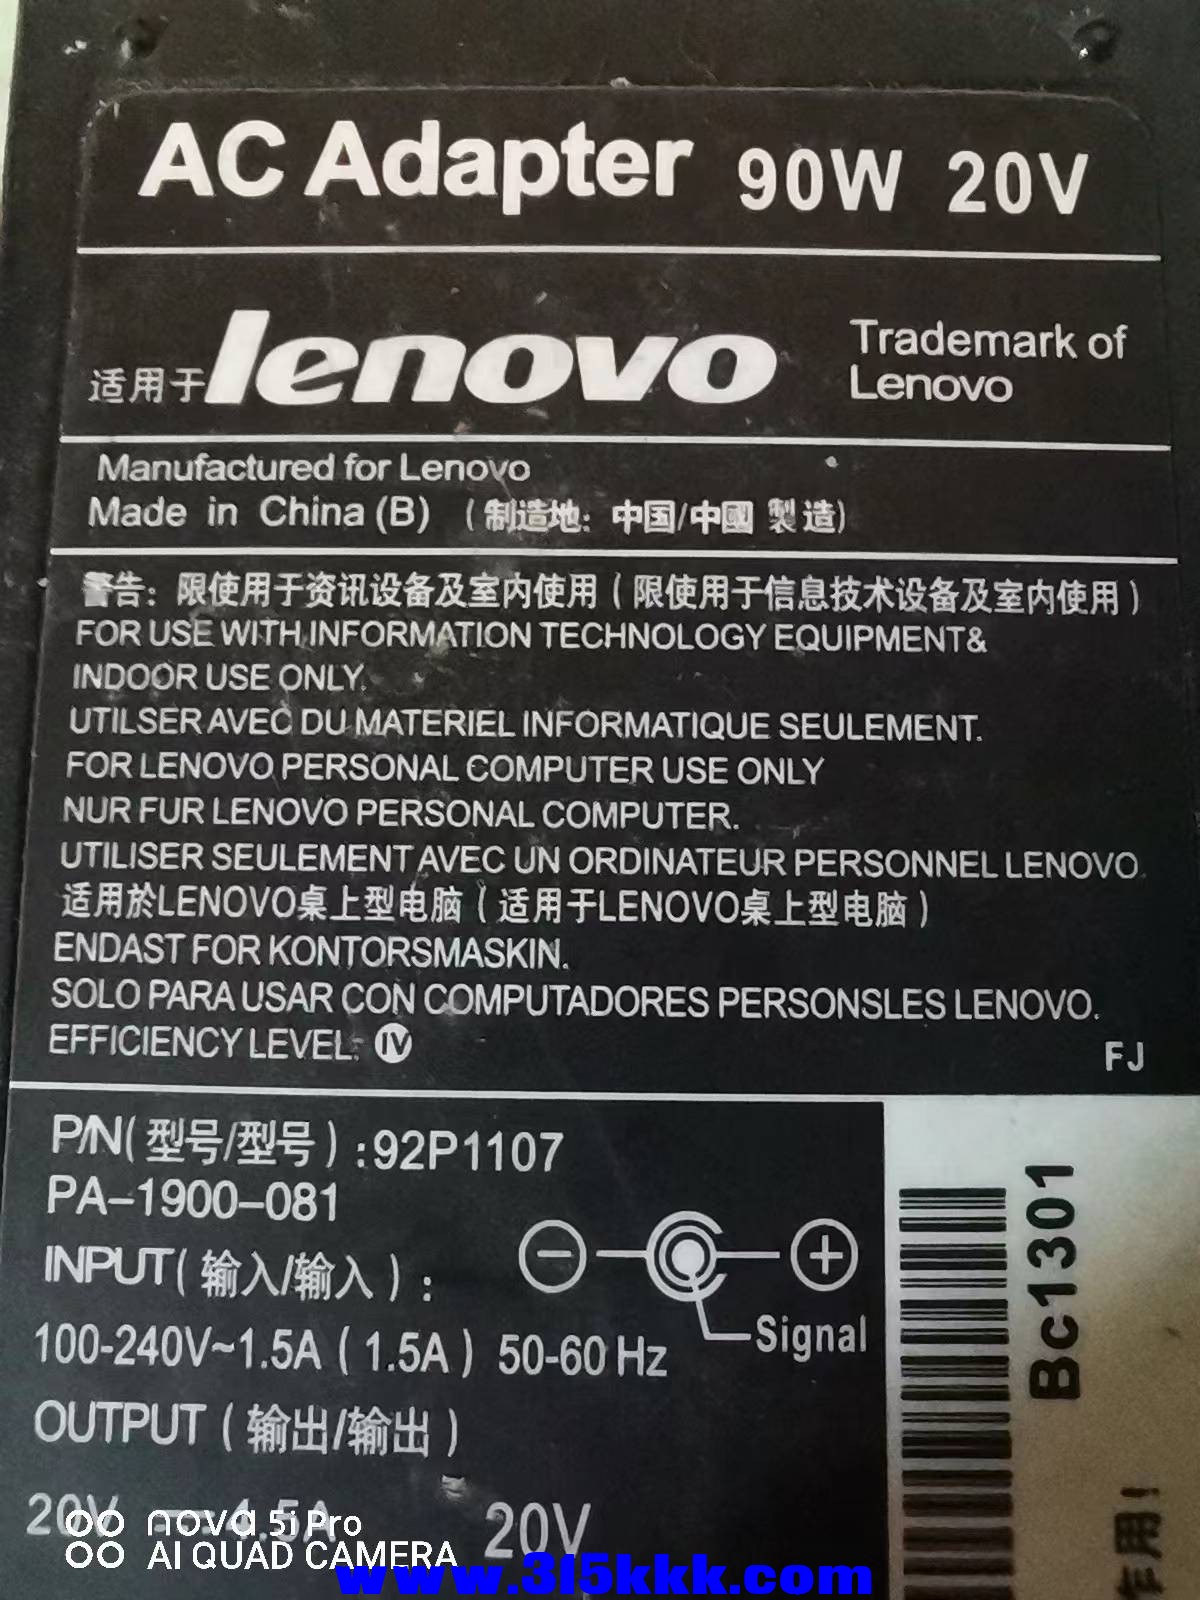 AC Adapter 90W 20V
适用于lenovo Trademark of
Lenovo
Manufactured for Lenovo
Made in China (B) (制造地：中国/中國 製造)
警告：限使用于资讯设备及室内使用（限使用于信息技术设备及室内使用）
FOR USE WITH INFORMATION TECHNOLOGY EQUIPMENT&
INDOOR USE ONLY.
UTILSER AVEC DU MATERIEL INFORMATIQUE SEULEMENT.
FOR LENOVO PERSONAL COMPUTER USE ONLY
NUR FUR LENOVO PERSONAL COMPUTER.
UTILISER SEULEMENT AVEC UN ORDINATEUR PERSONNEL LENOVO.
适用於LENOVO桌上型电脑（适用于LENOVO桌上型电脑）
ENDAST FOR KONTORSMASKIN.
SOLO PARA USAR CON COMPUTADORES PERSONSLES LENOVO.
EFFICIENCY LEVEL: IV
FJ
P/N(型号/型号):92P1107
PA-1900-081
INPUT(输入/输入):
100-240V~1.5A (1.5A) 50-60 Hz
Signal
OUTPUT (输出/输出)
20V ⎓4.5A 20V
Bc1301
作用!
nova 5i Pro
AI QUAD CAMERA
www.315kkk.com